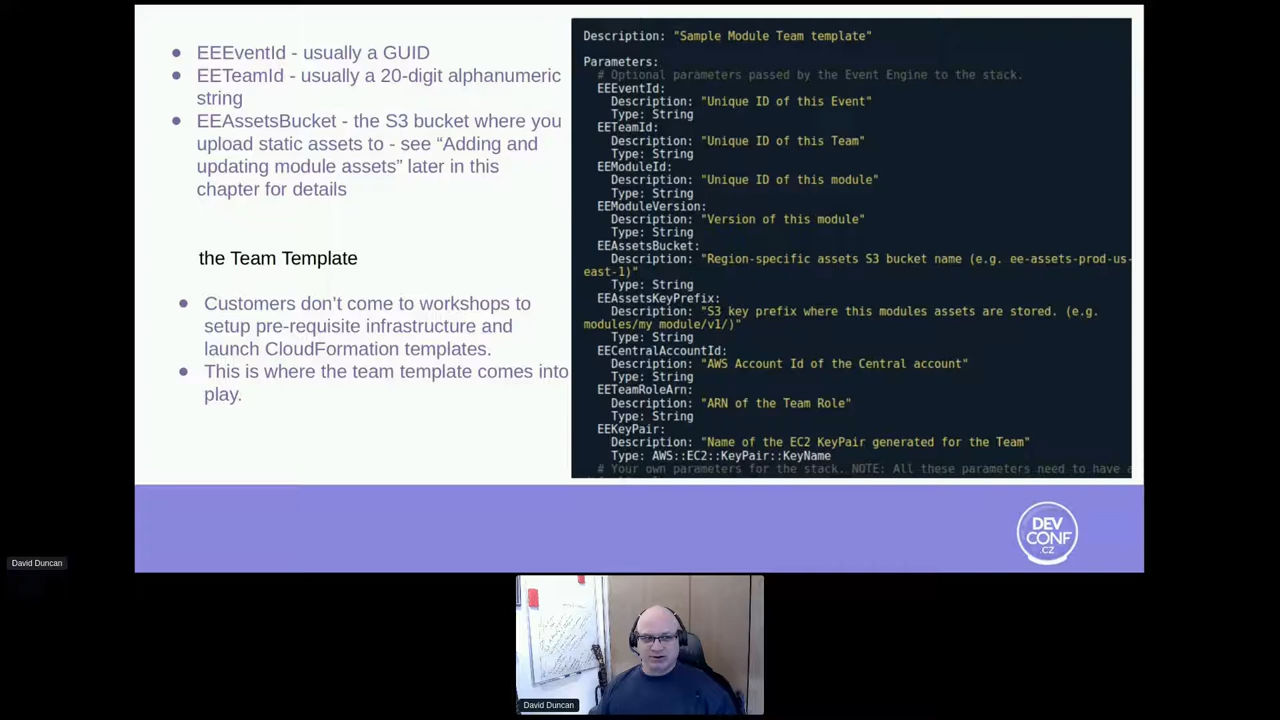 EEEventId - usually a GUID
EETeamId - usually a 20-digit alphanumeric
string
EEAssetsBucket - the S3 bucket where you
upload static assets to - see “Adding and
updating module assets” later in this
chapter for details
the Team Template
Customers don’t come to workshops to
setup pre-requisite infrastructure and
launch CloudFormation templates.
This is where the team template comes into
play.
Description: "Sample Module Team template"
Parameters:
# Optional parameters passed by the Event Engine to the stack.
EEEventId:
Description: "Unique ID of this Event"
Type: String
EETeamId:
Description: "Unique ID of this Team"
Type: String
EEModuleId:
Description: "Unique ID of this module"
Type: String
EEModuleVersion:
Description: "Version of this module"
Type: String
EEAssetsBucket:
Description: "Region-specific assets S3 bucket name (e.g. ee-assets-prod-us-
east-1)"
Type: String
EEAssetsKeyPrefix:
Description: "S3 key prefix where this modules assets are stored. (e.g.
modules/my_module/v1/)"
Type: String
EECentralAccountId:
Description: "AWS Account Id of the Central account"
Type: String
EETeamRoleArn:
Description: "ARN of the Team Role"
Type: String
EEKeyPair:
Description: "Name of the EC2 KeyPair generated for the Team"
Type: AWS::EC2::KeyPair::KeyName
# Your own parameters for the stack. NOTE: All these parameters need to have a
DEV
CONF
.CZ
David Duncan
David Duncan